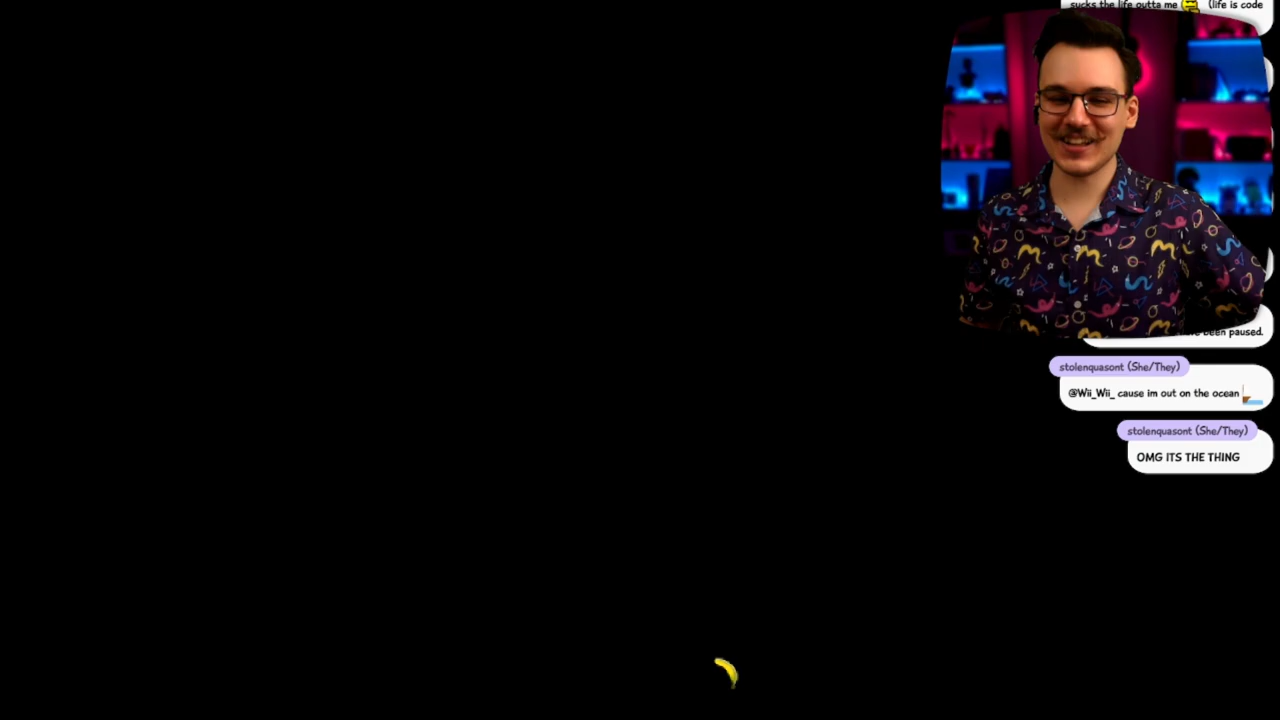 sucks the life outta me (life is code
been paused.
stolenquasont (She/They)
@Wii_Wii_ cause im out on the ocean
stolenquasont (She/They)
OMG ITS THE THING